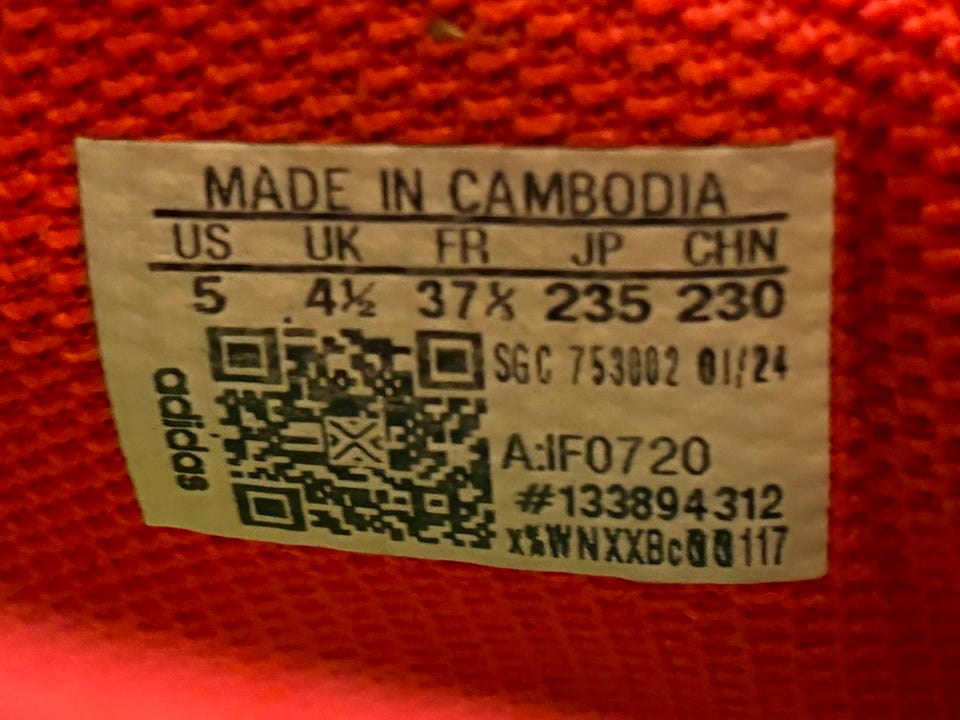 MADE IN CAMBODIA
US UK FR JP CHN
5 4½ 37⅓ 235 230
SGC 753002 01/24
adidas
A:IF0720
#133894312